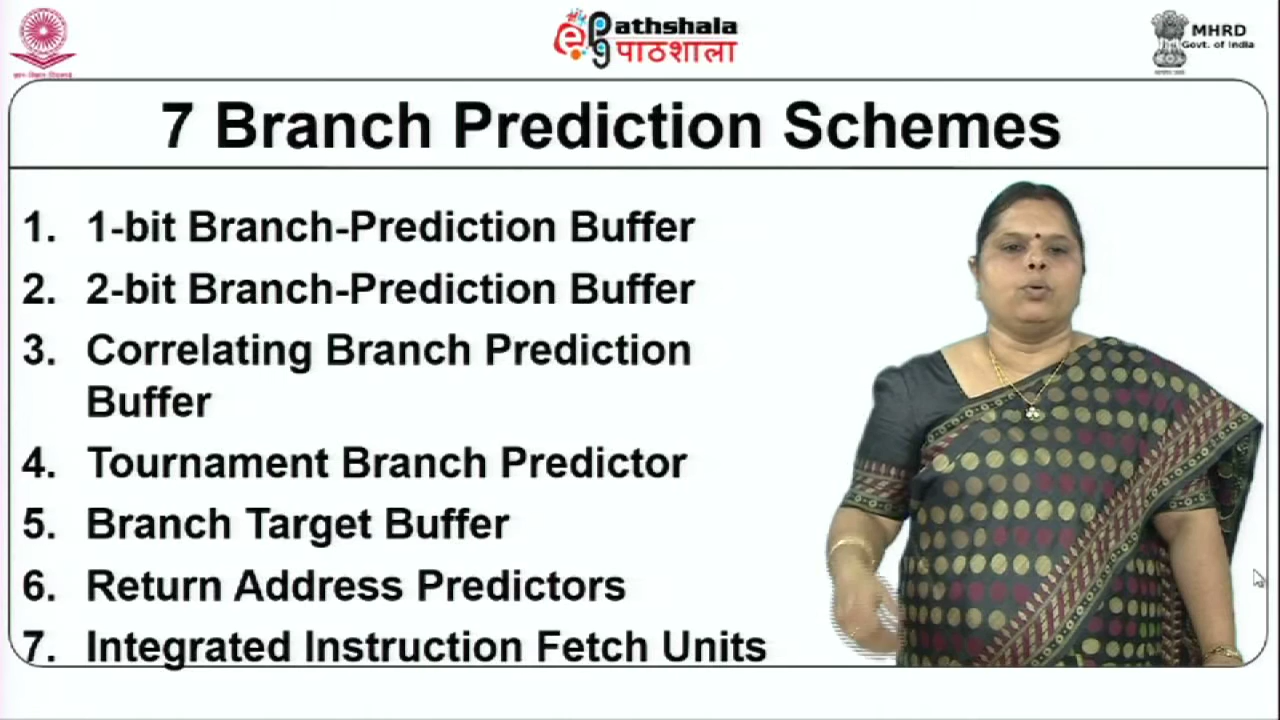 ePathshala
पाठशाला
MHRD
Govt. of India
7 Branch Prediction Schemes
1. 1-bit Branch-Prediction Buffer
2. 2-bit Branch-Prediction Buffer
3. Correlating Branch Prediction
Buffer
4. Tournament Branch Predictor
5. Branch Target Buffer
6. Return Address Predictors
7. Integrated Instruction Fetch Units